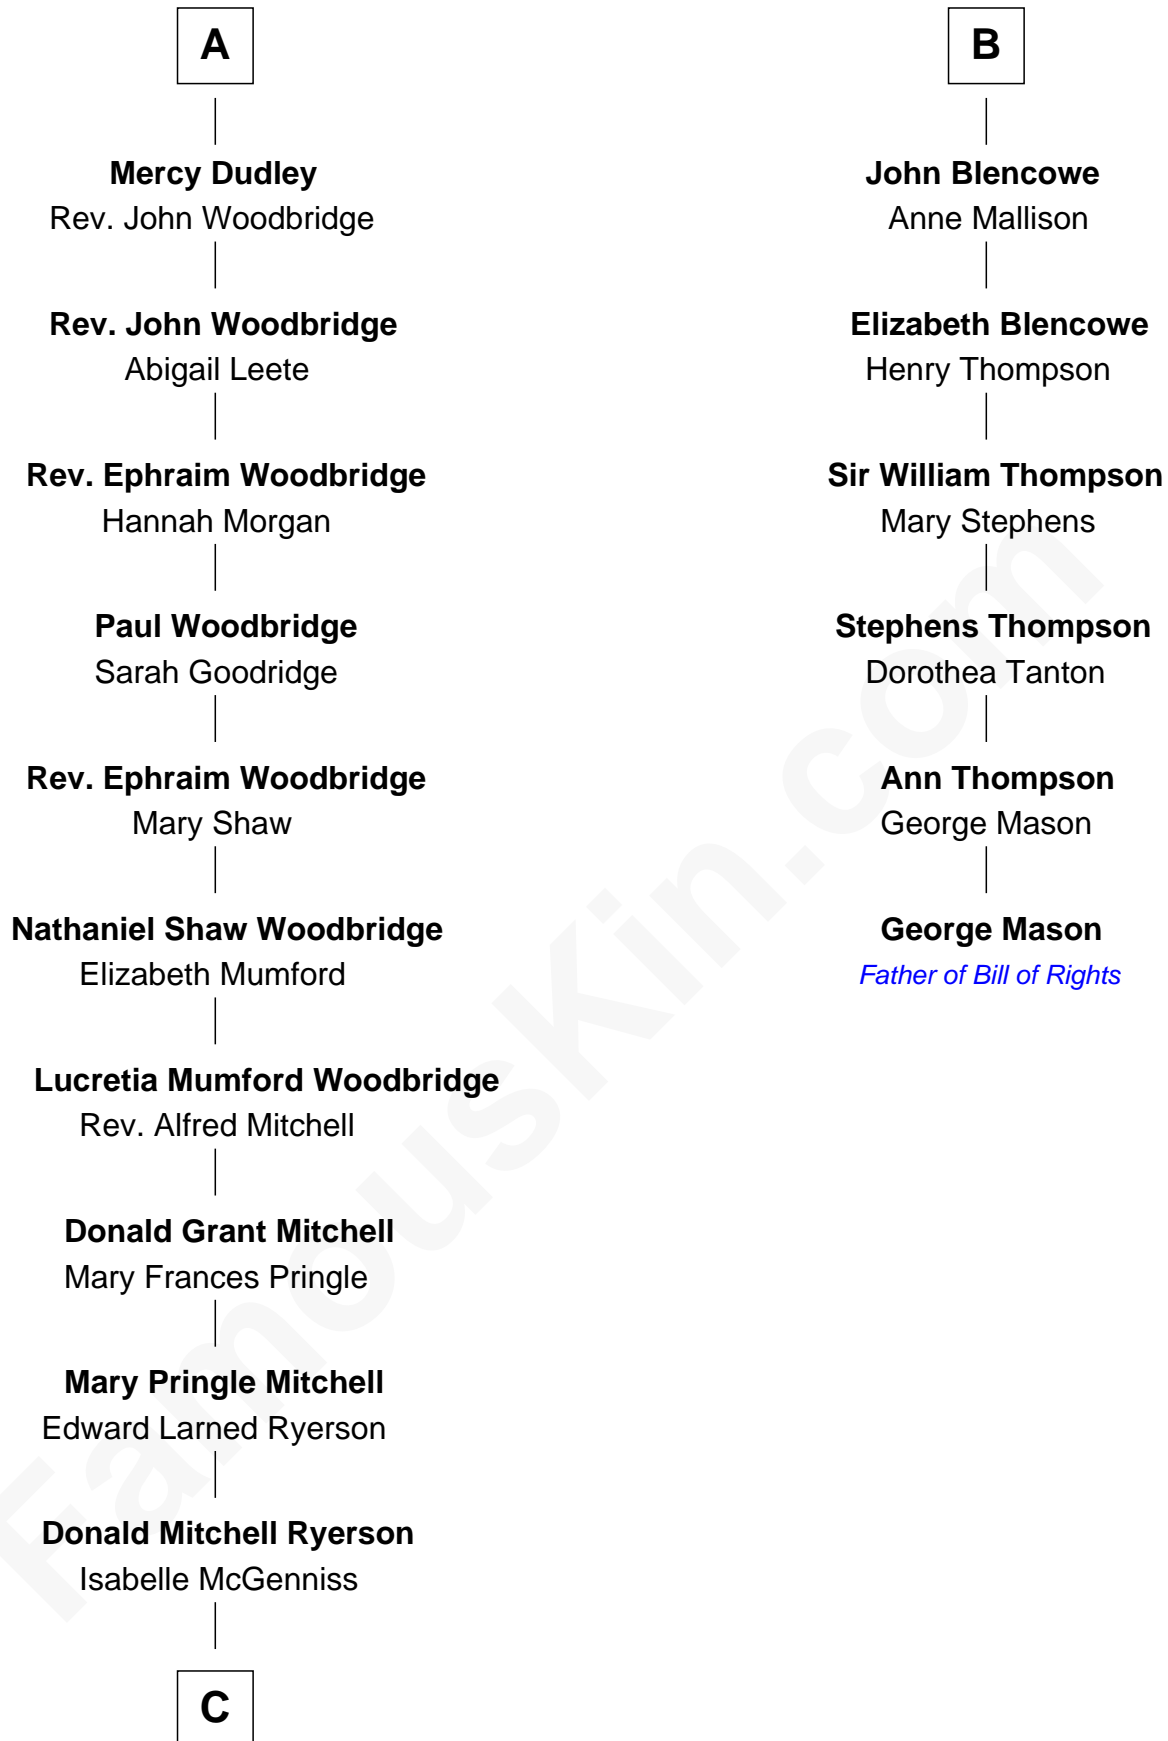 A
Mercy Dudley
Rev. John Woodbridge
Rev. John Woodbridge
Abigail Leete
Rev. Ephraim Woodbridge
Hannah Morgan
Paul Woodbridge
Sarah Goodridge
Rev. Ephraim Woodbridge
Mary Shaw
Nathaniel Shaw Woodbridge
Elizabeth Mumford
Lucretia Mumford Woodbridge
Rev. Alfred Mitchell
Donald Grant Mitchell
Mary Frances Pringle
Mary Pringle Mitchell
Edward Larned Ryerson
Donald Mitchell Ryerson
Isabelle McGenniss
C
B
John Blencowe
Anne Mallison
Elizabeth Blencowe
Henry Thompson
Sir William Thompson
Mary Stephens
Stephens Thompson
Dorothea Tanton
Ann Thompson
George Mason
George Mason
Father of Bill of Rights
FamousKin.com